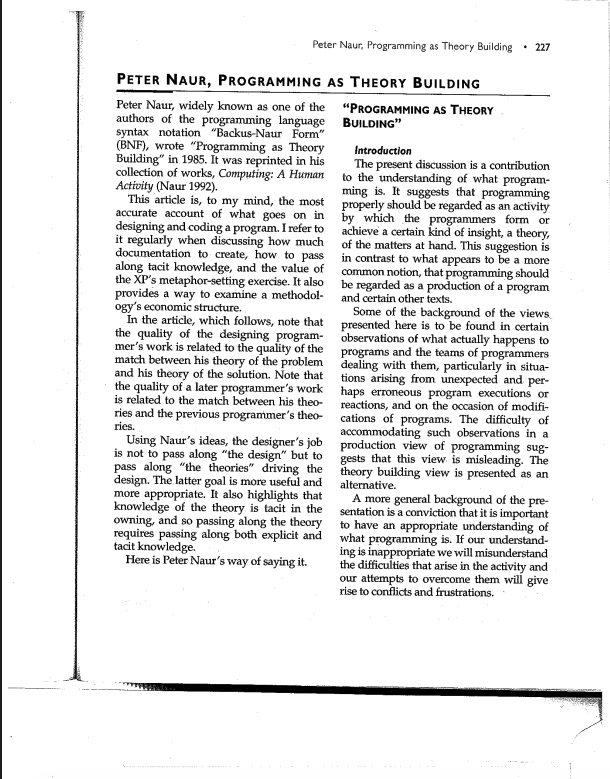 Peter Naur, Programming as Theory Building • 227
PETER NAUR, PROGRAMMING AS THEORY BUILDING
Peter Naur, widely known as one of the
authors of the programming language
syntax notation "Backus-Naur Form"
(BNF), wrote "Programming as Theory
Building" in 1985. It was reprinted in his
collection of works, Computing: A Human
Activity (Naur 1992).
This article is, to my mind, the most
accurate account of what goes on in
designing and coding a program. I refer to
it regularly when discussing how much
documentation to create, how to pass
along tacit knowledge, and the value of
the XP's metaphor-setting exercise. It also
provides a way to examine a methodol-
ogy's economic structure.
In the article, which follows, note that
the quality of the designing program-
mer's work is related to the quality of the
match between his theory of the problem
and his theory of the solution. Note that
the quality of a later programmer's work
is related to the match between his theo-
ries and the previous programmer's theo-
ries.
Using Naur's ideas, the designer's job
is not to pass along "the design" but to
pass along "the theories" driving the
design. The latter goal is more useful and
more appropriate. It also highlights that
knowledge of the theory is tacit in the
owning, and so passing along the theory
requires passing along both explicit and
tacit knowledge.
Here is Peter Naur's way of saying it.
"PROGRAMMING AS THEORY
BUILDING"
Introduction
The present discussion is a contribution
to the understanding of what program-
ming is. It suggests that programming
properly should be regarded as an activity
by which the programmers form or
achieve a certain kind of insight, a theory,
of the matters at hand. This suggestion is
in contrast to what appears to be a more
common notion, that programming should
be regarded as a production of a program
and certain other texts.
Some of the background of the views
presented here is to be found in certain
observations of what actually happens to
programs and the teams of programmers
dealing with them, particularly in situa-
tions arising from unexpected and per-
haps erroneous program executions or
reactions, and on the occasion of modifi-
cations of programs. The difficulty of
accommodating such observations in a
production view of programming sug-
gests that this view is misleading. The
theory building view is presented as an
alternative.
A more general background of the pre-
sentation is a conviction that it is important
to have an appropriate understanding of
what programming is. If our understand-
ing is inappropriate we will misunderstand
the difficulties that arise in the activity and
our attempts to overcome them will give
rise to conflicts and frustrations.